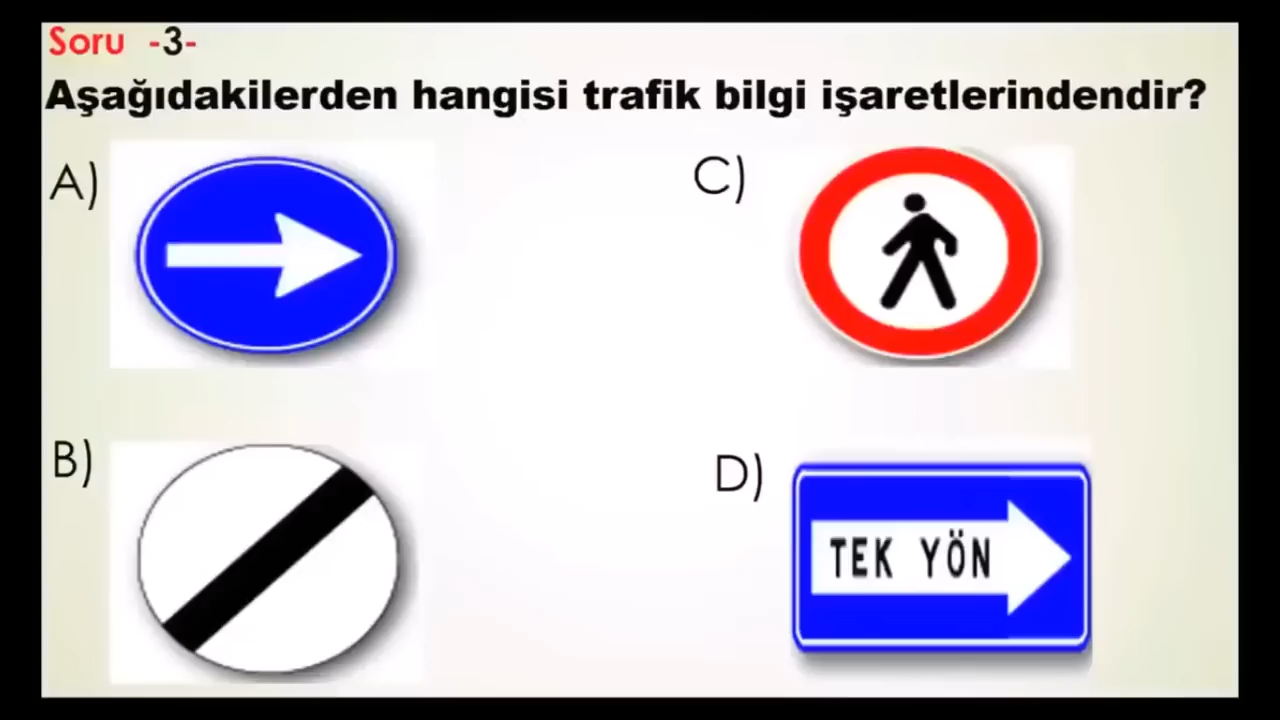 Soru -3-
Aşağıdakilerden hangisi trafik bilgi işaretlerindendir?
A)
B)
C)
D)
TEK YÖN